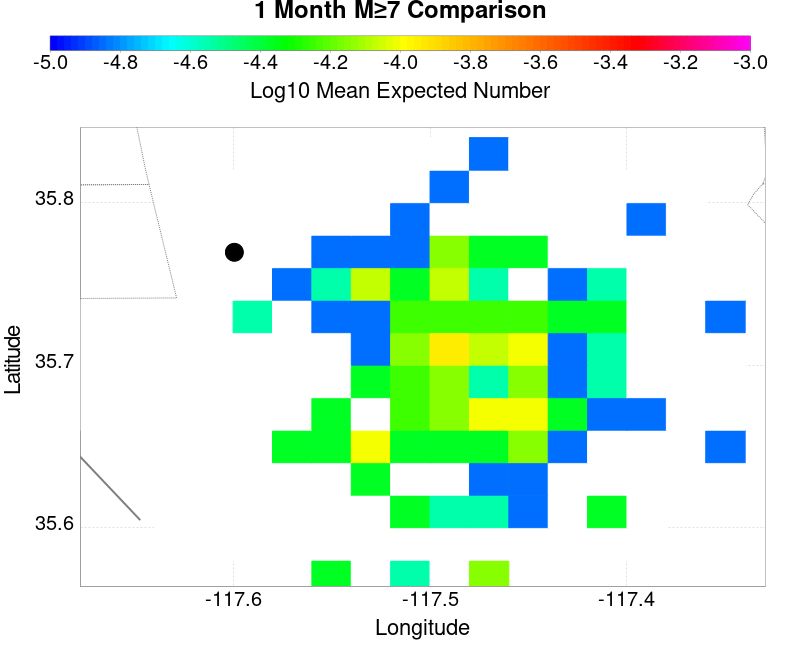 1 Month M≥7 Comparison
-5.0 -4.8 -4.6 -4.4 -4.2 -4.0 -3.8 -3.6 -3.4 -3.2 -3.0
Log10 Mean Expected Number
35.8
35.7
35.6
Latitude
-117.6 -117.5 -117.4
Longitude